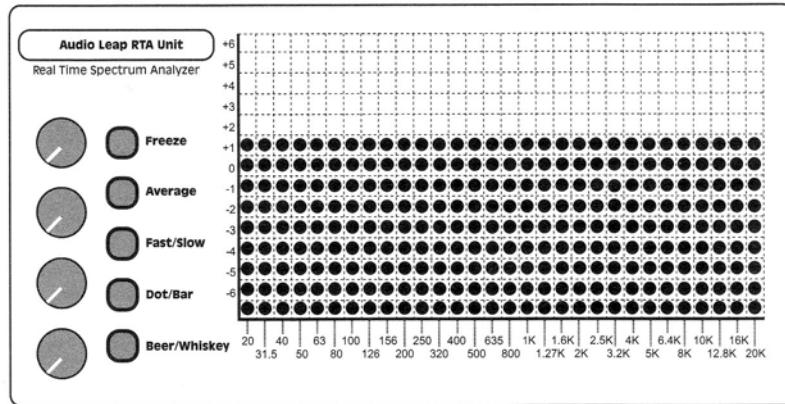 Audio Leap RTA Unit
Real Time Spectrum Analyzer
Freeze
Average
Fast/Slow
Dot/Bar
Beer/Whiskey
+6
+5
+4
+3
+2
+1
0
-1
-2
-3
-4
-5
-6
20 40 63 100 156 250 400 635 1K 1.6K 2.5K 4K 6.4K 10K 16K
31.5 50 80 126 200 320 500 800 1.27K 2K 3.2K 5K 8K 12.8K 20K